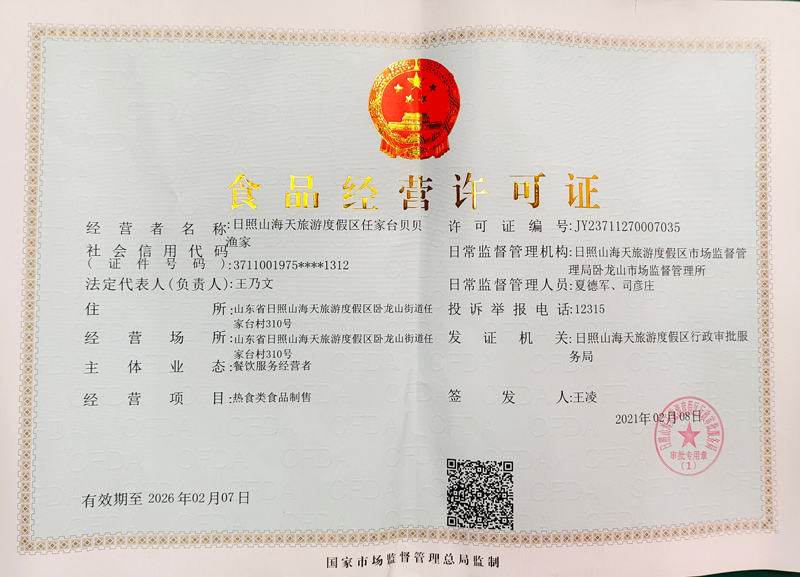 食品经营许可证
经营者名称:日照山海天旅游度假区任家台贝贝
渔家
社会信用代码
(证件号码):3711001975****1312
法定代表人(负责人):王乃文
住所:山东省日照山海天旅游度假区卧龙山街道任
家台村310号
经营场所:山东省日照山海天旅游度假区卧龙山街道任
家台村310号
主体业态:餐饮服务经营者
经营项目:热食类食品制售
有效期至 2026 年 02 月 07 日
许可证编号:JY23711270007035
日常监督管理机构:日照山海天旅游度假区市场监督管
理局卧龙山市场监督管理所
日常监督管理人员:夏德军、司彦庄
投诉举报电话:12315
发证机关:日照山海天旅游度假区行政审批服
务局
签发人:王凌
2021年02月08日
审批专用章
(1)
国家市场监督管理总局监制